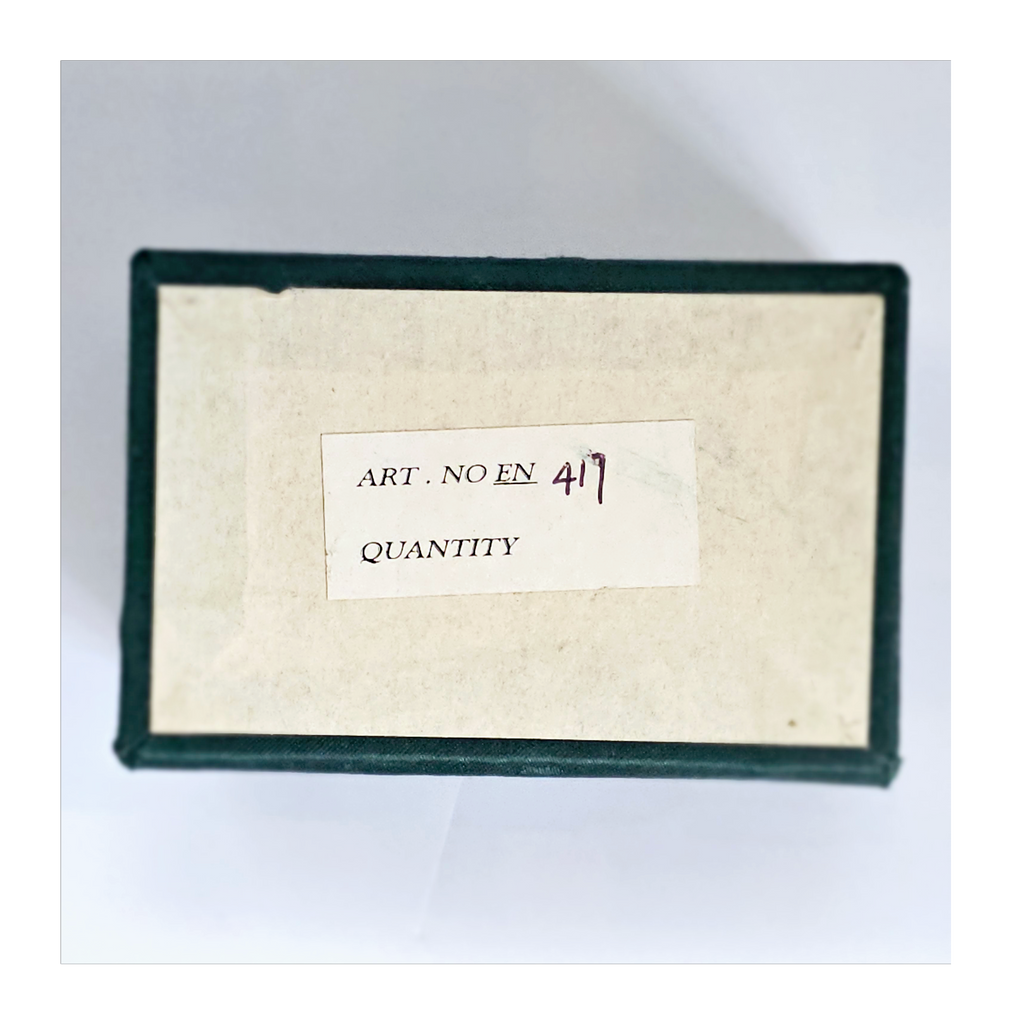 ART . NO EN 417
QUANTITY